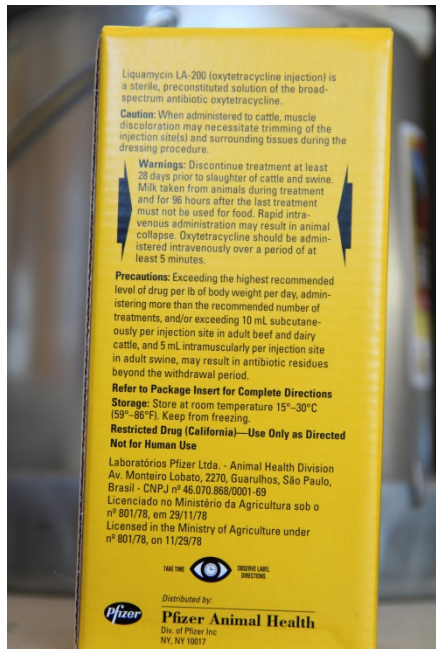 Liquamycin LA-200 (oxytetracycline injection) is
a sterile, preconstituted solution of the broad-
spectrum antibiotic oxytetracycline.
Caution: When administered to cattle, muscle
discoloration may necessitate trimming of the
injection site(s) and surrounding tissues during the
dressing procedure.
Warnings: Discontinue treatment at least
28 days prior to slaughter of cattle and swine.
Milk taken from animals during treatment
and for 96 hours after the last treatment
must not be used for food. Rapid intra-
venous administration may result in animal
collapse. Oxytetracycline should be admin-
istered intravenously over a period of at
least 5 minutes.
Precautions: Exceeding the highest recommended
level of drug per lb of body weight per day, admin-
istering more than the recommended number of
treatments, and/or exceeding 10 mL subcutane-
ously per injection site in adult beef and dairy
cattle, and 5 mL intramuscularly per injection site
in adult swine, may result in antibiotic residues
beyond the withdrawal period.
Refer to Package Insert for Complete Directions
Storage: Store at room temperature 15°–30°C
(59°–86°F). Keep from freezing.
Restricted Drug (California)—Use Only as Directed
Not for Human Use
Laboratórios Pfizer Ltda. - Animal Health Division
Av. Monteiro Lobato, 2270, Guarulhos, São Paulo,
Brasil - CNPJ nº 46.070.868/0001-69
Licenciado no Ministério da Agricultura sob o
nº 801/78, em 29/11/78
Licensed in the Ministry of Agriculture under
nº 801/78, on 11/29/78
TAKE TIME OBSERVE LABEL
DIRECTIONS
Distributed by:
Pfizer Pfizer Animal Health
Div. of Pfizer Inc
NY, NY 10017